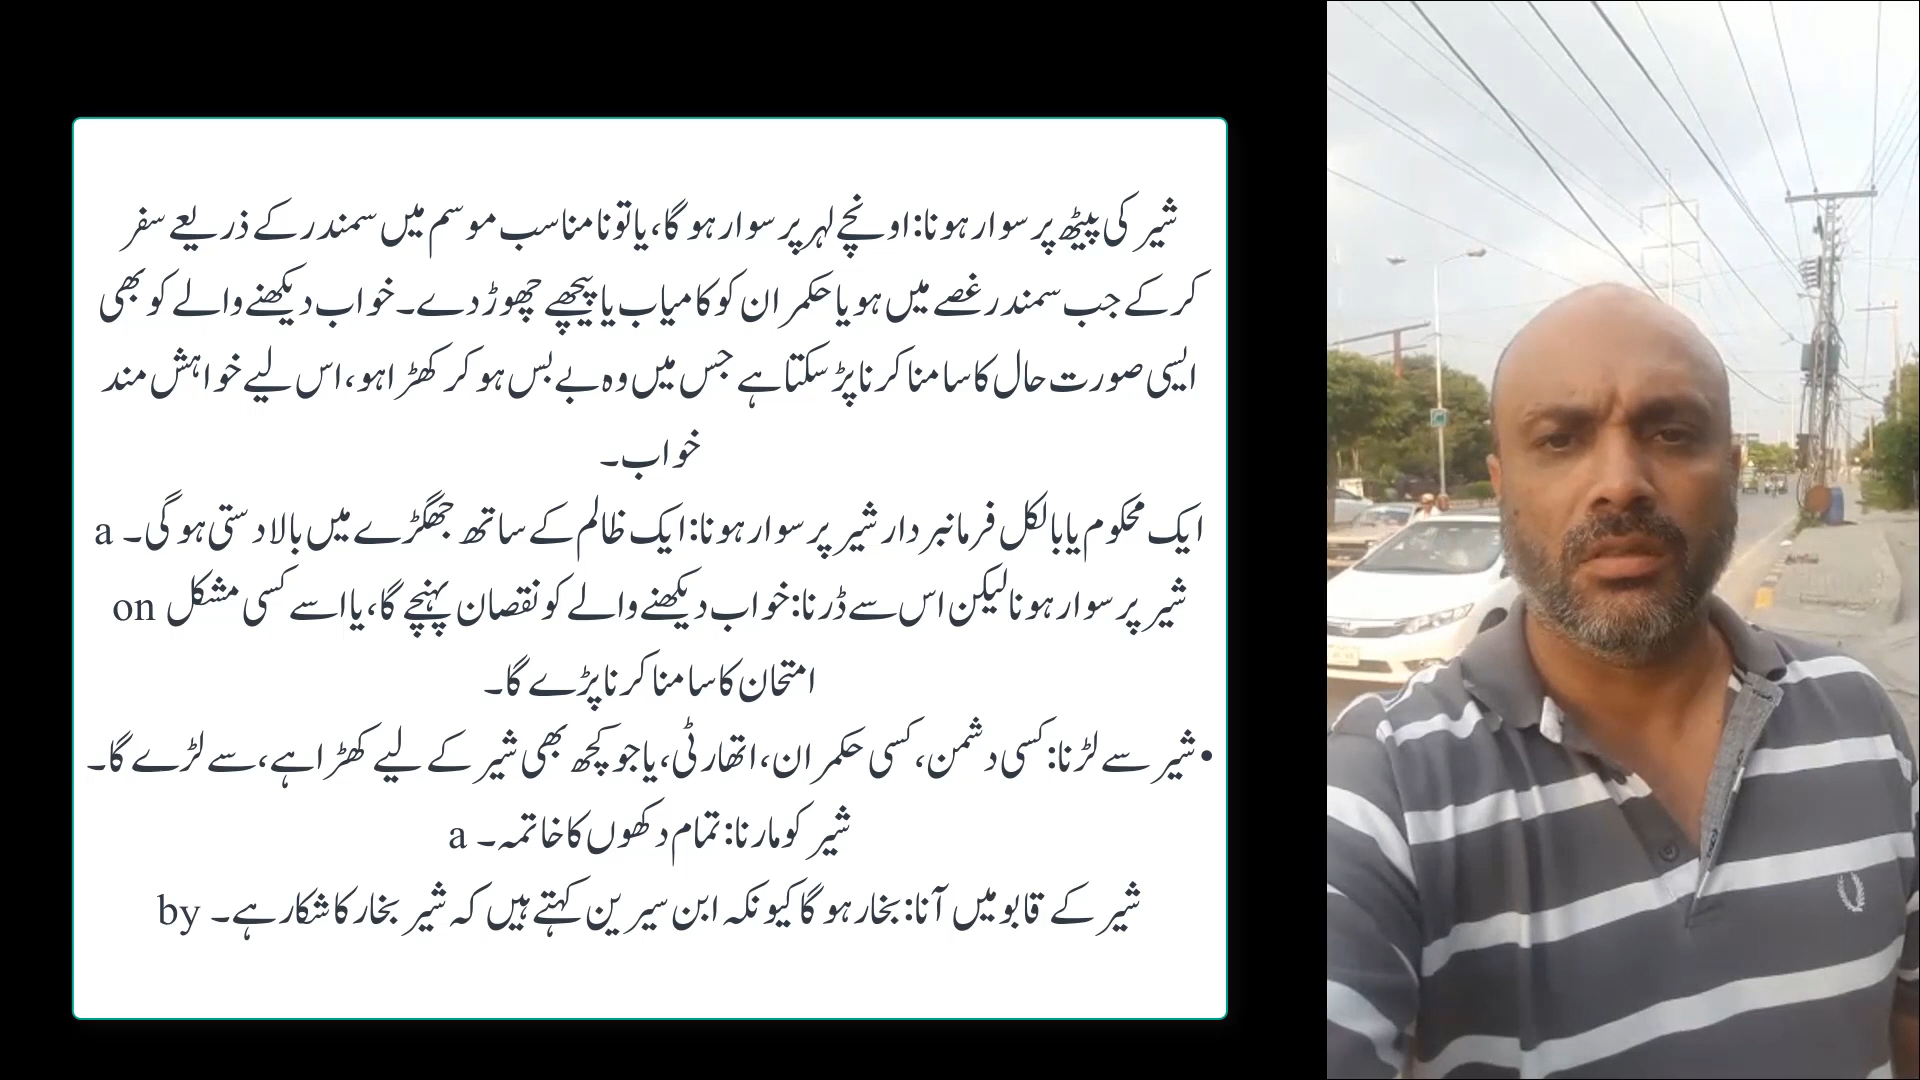 شیر کی پیٹھ پر سوار ہونا: اونچے لہر پر سوار ہو گا، یا تو نامناسب موسم میں سمندر کے ذریعے سفر
کر کے جب سمندر غصے میں ہو یا حکمران کو کامیاب یا پیچھے چھوڑ دے۔ خواب دیکھنے والے کو بھی
ایسی صورت حال کا سامنا کرنا پڑ سکتا ہے جس میں وہ بے بس ہو کر کھڑا ہو، اس لیے خواہش مند
خواب۔
ایک محکوم یا بالکل فرمانبردار شیر پر سوار ہونا: ایک ظالم کے ساتھ جھگڑے میں بالادستی ہو گی۔ a
شیر پر سوار ہونا لیکن اس سے ڈرنا: خواب دیکھنے والے کو نقصان پہنچے گا، یا اسے کسی مشکل on
امتحان کا سامنا کرنا پڑے گا۔
• شیر سے لڑنا: کسی دشمن، کسی حکمران، اتھارٹی، یا جو کچھ بھی شیر کے لیے کھڑا ہے، سے لڑے گا۔
شیر کو مارنا: تمام دکھوں کا خاتمہ۔ a
شیر کے قابو میں آنا: بخار ہو گا کیونکہ ابن سیرین کہتے ہیں کہ شیر بخار کا شکار ہے۔ by